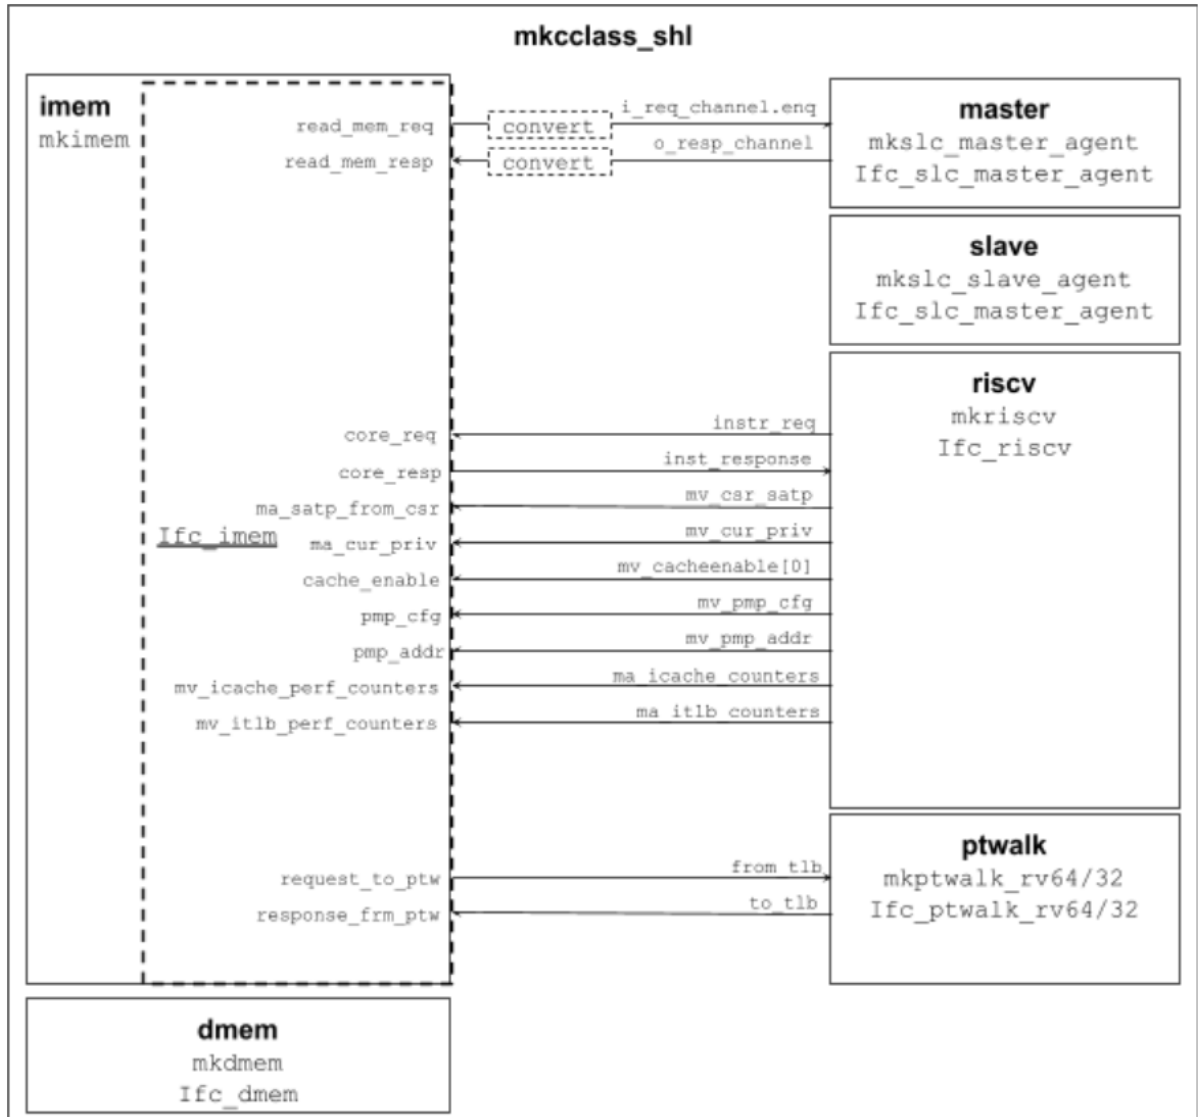 mkcclass_shl
imem
mkimem
Ifc_imem
read_mem_req
convert
i_req_channel.enq
read_mem_resp
convert
o_resp_channel
master
mkslc_master_agent
Ifc_slc_master_agent
slave
mkslc_slave_agent
Ifc_slc_master_agent
riscv
mkriscv
Ifc_riscv
core_req
instr_req
core_resp
inst_response
ma_satp_from_csr
mv_csr_satp
ma_cur_priv
mv_cur_priv
cache_enable
mv_cacheenable[0]
pmp_cfg
mv_pmp_cfg
pmp_addr
mv_pmp_addr
mv_icache_perf_counters
ma_icache_counters
mv_itlb_perf_counters
ma_itlb_counters
request_to_ptw
from_tlb
response_frm_ptw
to_tlb
ptwalk
mkptwalk_rv64/32
Ifc_ptwalk_rv64/32
dmem
mkdmem
Ifc_dmem